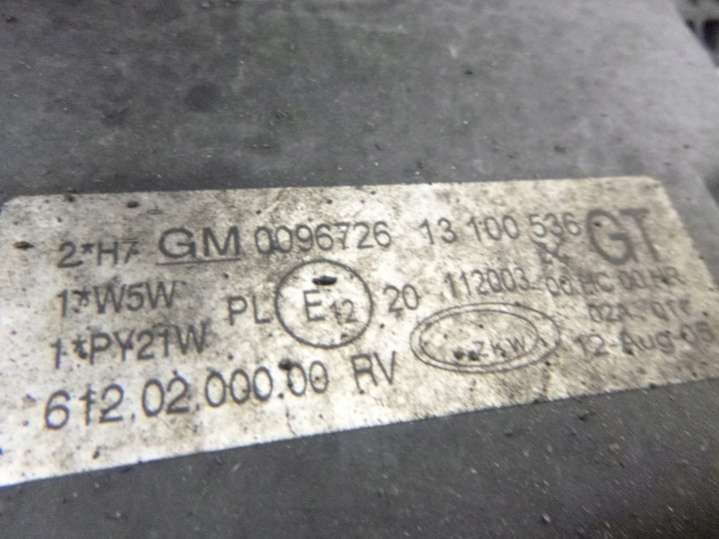 2*H7 GM 0096726 13 100 536 GT
1*W5W PL E12 20 112003
1*PY21W ZKW 12-Aug-05
612.02.000.00 RV